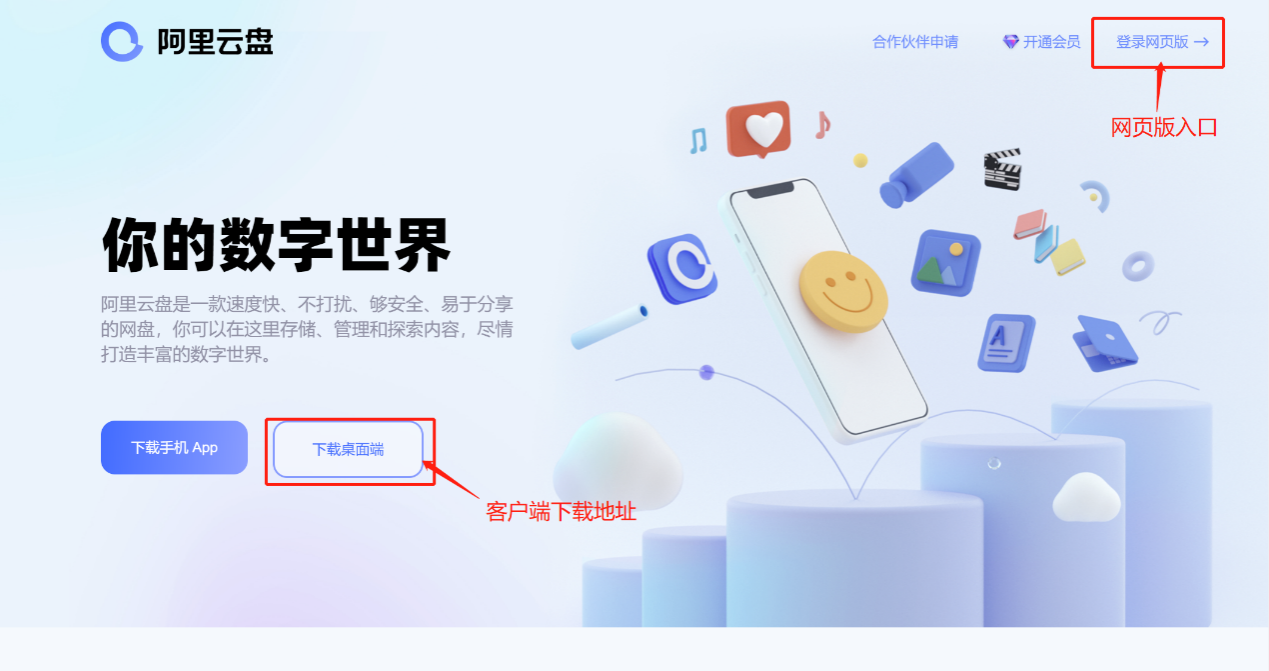 阿里云盘
合作伙伴申请
开通会员
登录网页版 →
网页版入口
你的数字世界
阿里云盘是一款速度快、不打扰、够安全、易于分享
的网盘，你可以在这里存储、管理和探索内容，尽情
打造丰富的数字世界。
下载手机 App
下载桌面端
客户端下载地址
A